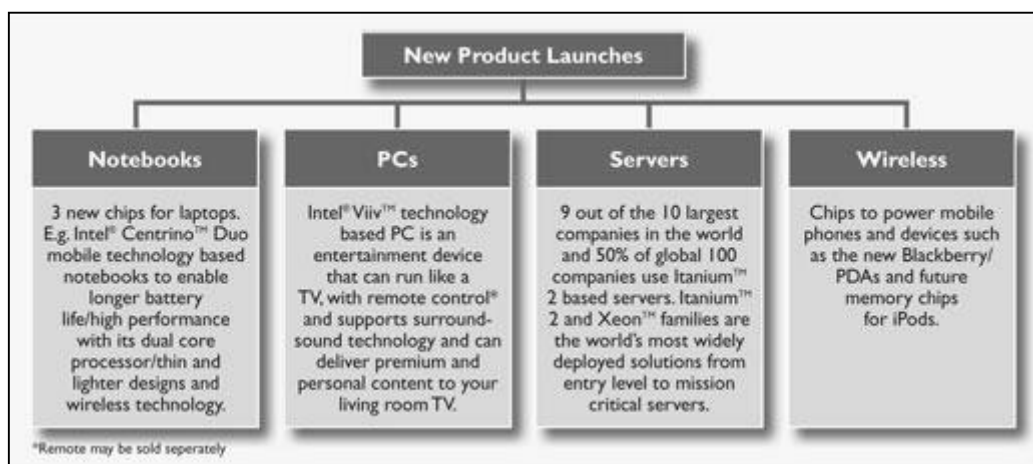 New Product Launches
Notebooks
3 new chips for laptops.
E.g. Intel® Centrino™ Duo
mobile technology based
notebooks to enable
longer battery
life/high performance
with its dual core
processor/thin and
lighter designs and
wireless technology.
PCs
Intel® Viiv™ technology
based PC is an
entertainment device
that can run like a
TV, with remote control*
and supports surround-
sound technology and can
deliver premium and
personal content to your
living room TV.
Servers
9 out of the 10 largest
companies in the world
and 50% of global 100
companies use Itanium™
2 based servers. Itanium™
2 and Xeon™ families are
the world's most widely
deployed solutions from
entry level to mission
critical servers.
Wireless
Chips to power mobile
phones and devices such
as the new Blackberry/
PDAs and future
memory chips
for iPods.
*Remote may be sold seperately